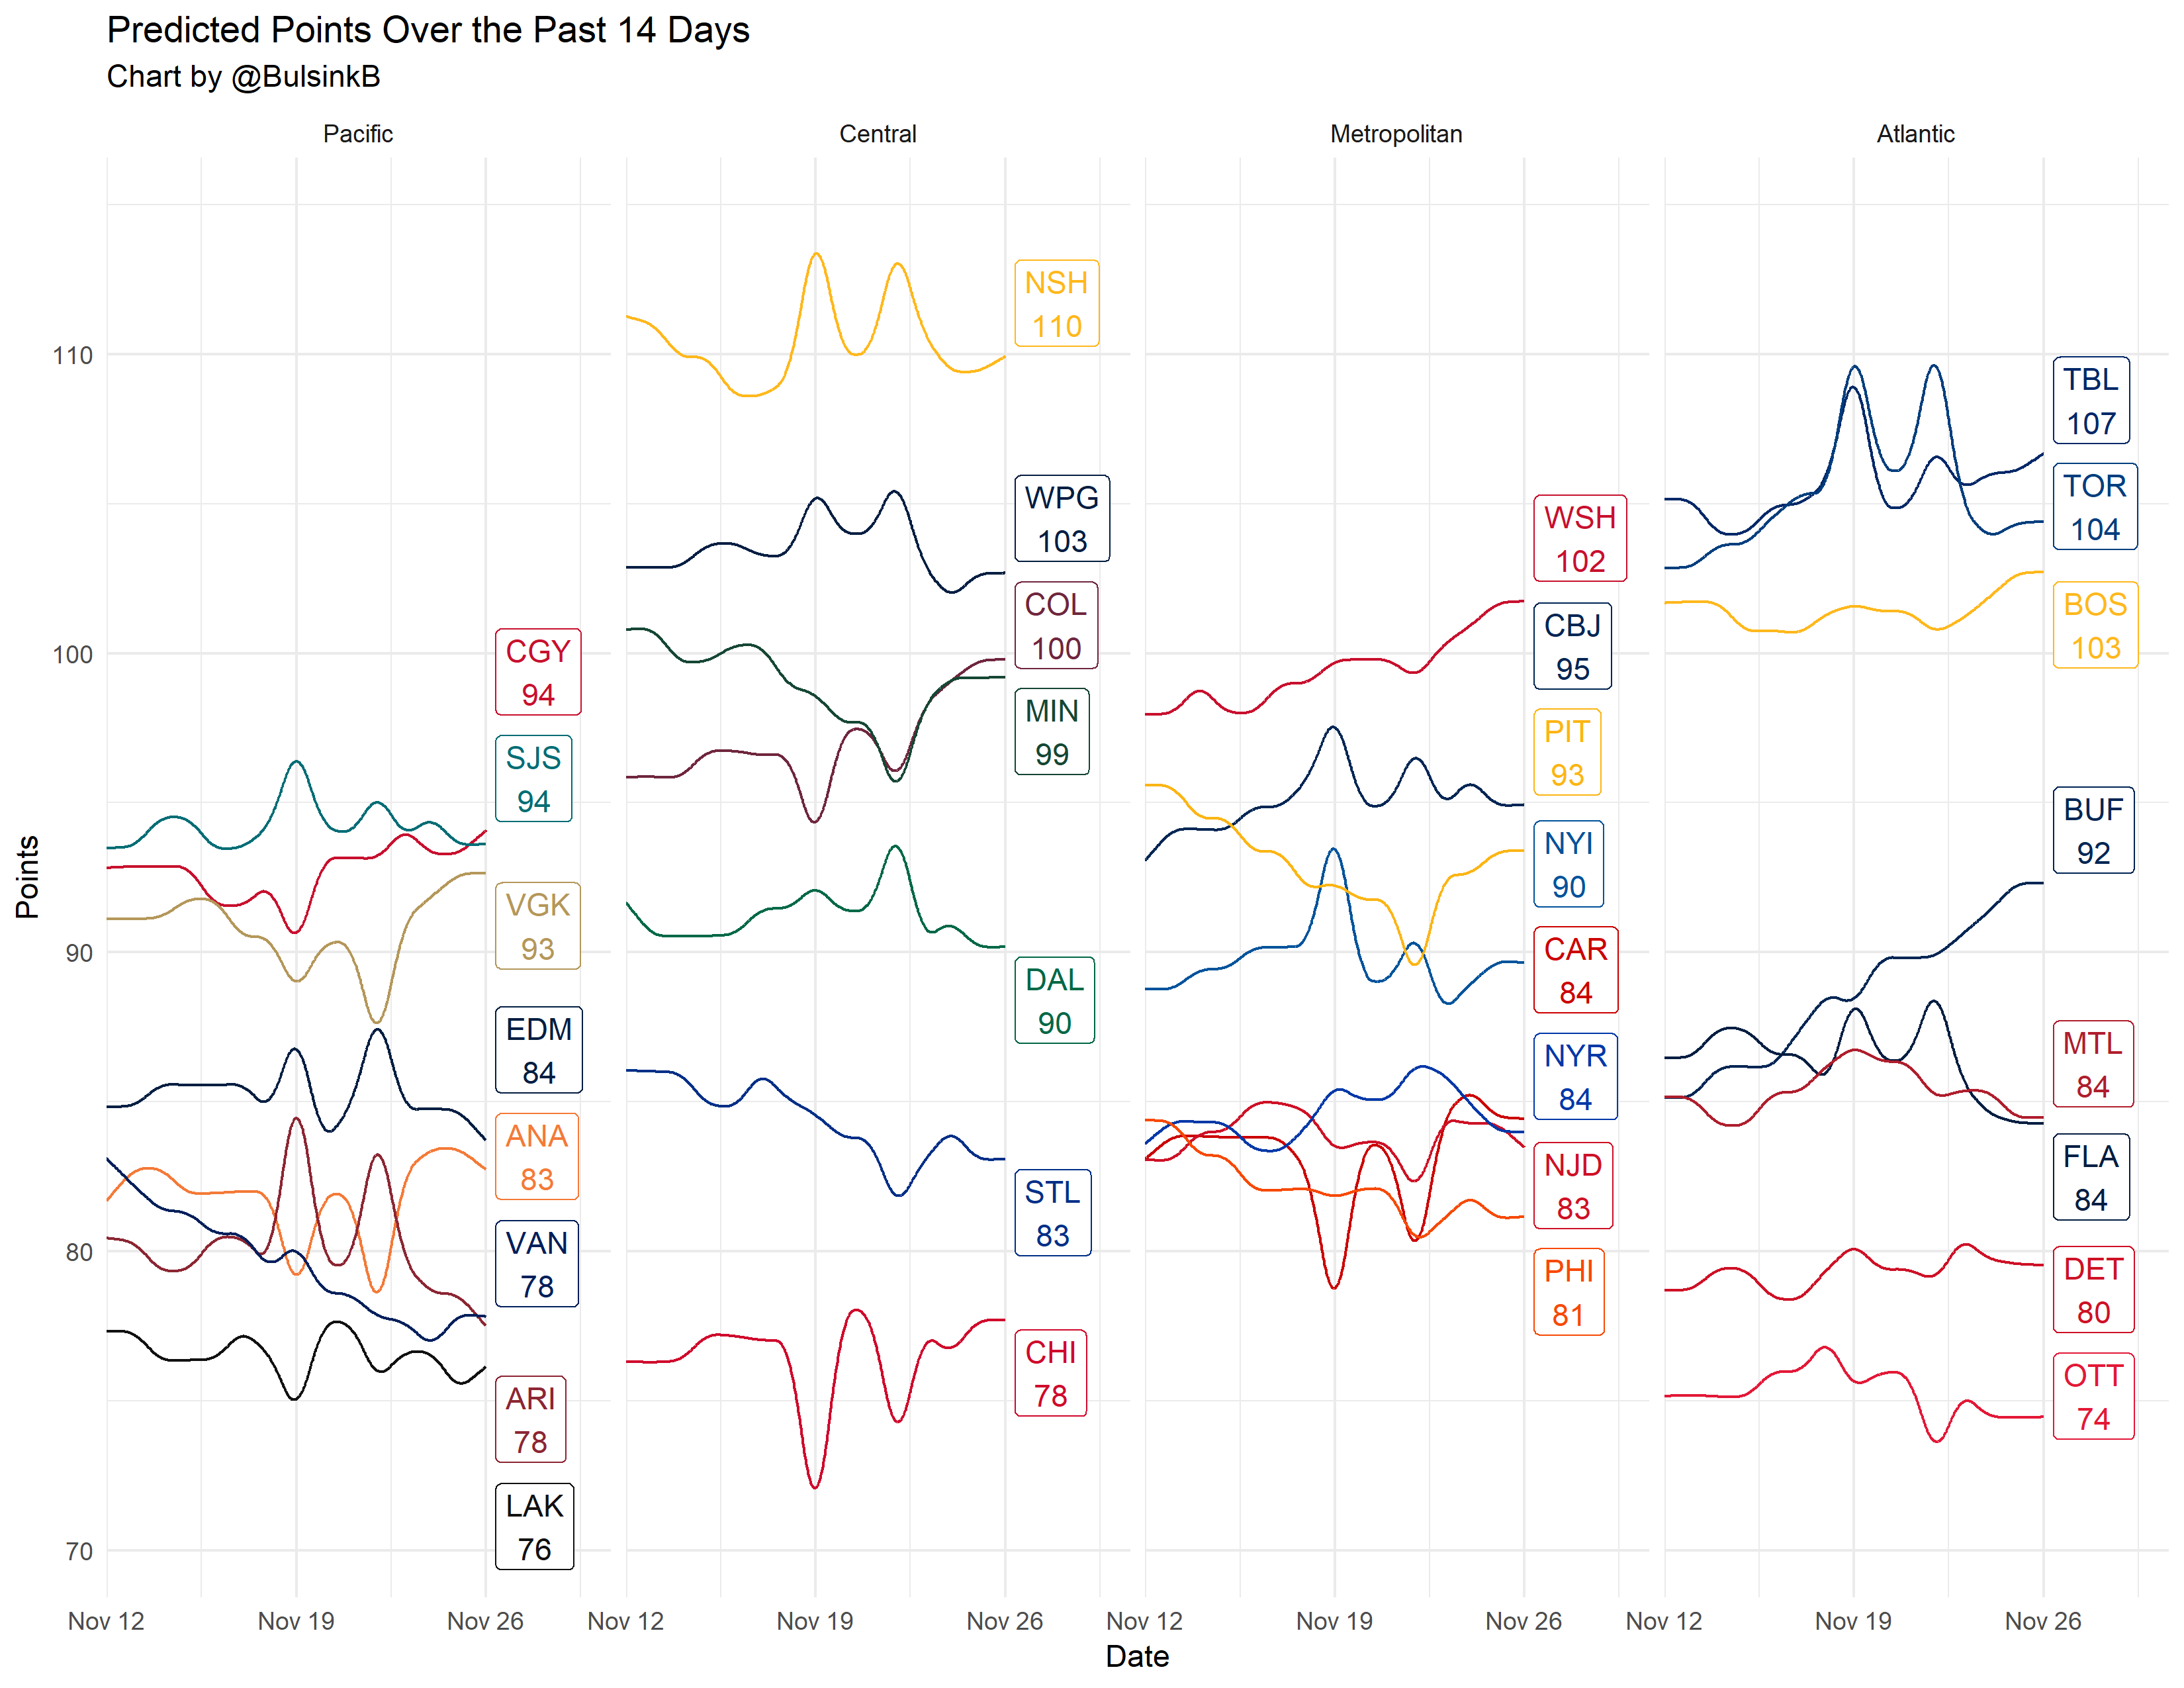 Predicted Points Over the Past 14 Days
Chart by @BulsinkB
Pacific
Central
Metropolitan
Atlantic
Points
110
100
90
80
70
CGY
94
SJS
94
VGK
93
EDM
84
ANA
83
VAN
78
ARI
78
LAK
76
NSH
110
WPG
103
COL
100
MIN
99
DAL
90
STL
83
CHI
78
WSH
102
CBJ
95
PIT
93
NYI
90
CAR
84
NYR
84
NJD
83
PHI
81
TBL
107
TOR
104
BOS
103
BUF
92
MTL
84
FLA
84
DET
80
OTT
74
Nov 12
Nov 19
Nov 26
Nov 12
Nov 19
Nov 26
Nov 12
Nov 19
Nov 26
Nov 12
Nov 19
Nov 26
Date